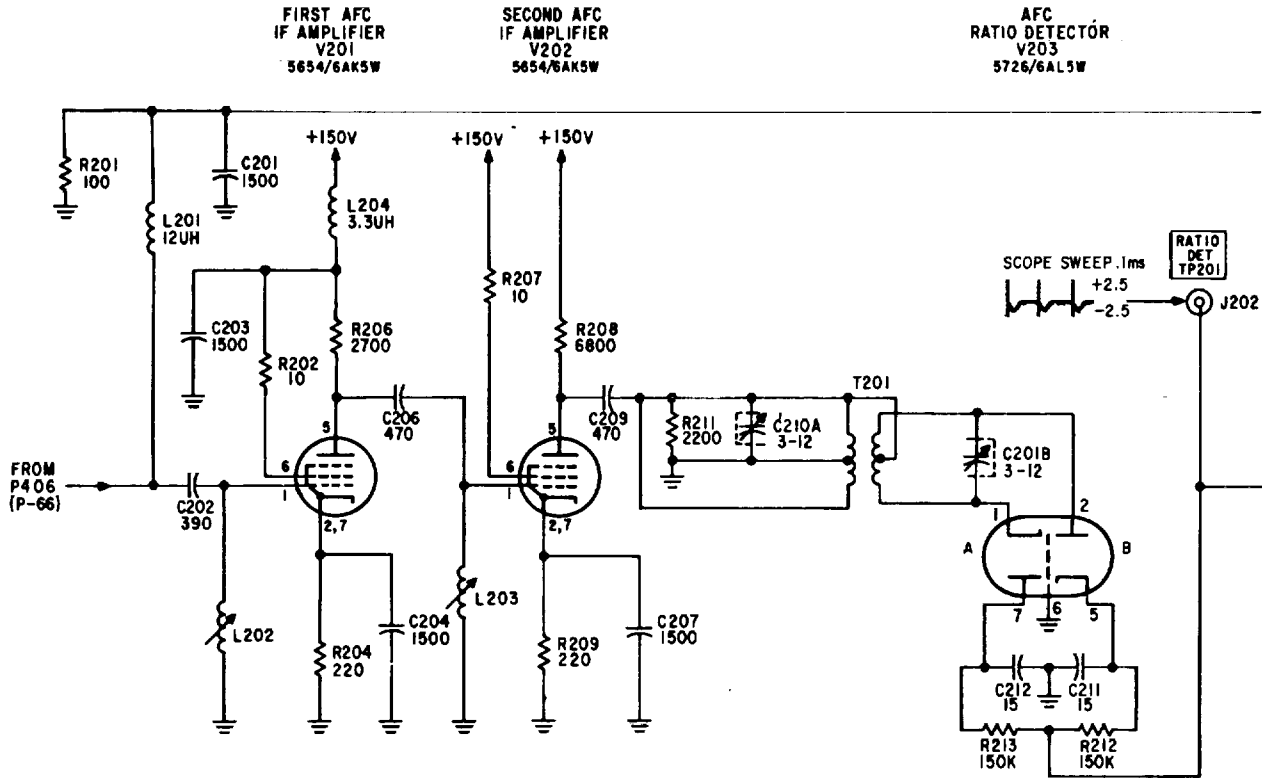 FIRST AFC
IF AMPLIFIER
V201
5654/6AK5W
SECOND AFC
IF AMPLIFIER
V202
5654/6AK5W
AFC
RATIO DETECTOR
V203
5726/6AL5W
R201
100
L201
12UH
C201
1500
+150V
L204
3.3UH
C203
1500
R202
10
R206
2700
+150V
+150V
R207
10
R208
6800
SCOPE SWEEP .1ms
+2.5
-2.5
RATIO
DET
TP201
J202
FROM
P406
(P-66)
C202
390
L202
6
1
5
2,7
R204
220
C204
1500
C206
470
L203
6
1
5
2,7
R209
220
C207
1500
C209
470
R211
2200
C210A
3-12
T201
C201B
3-12
1
2
A
B
7
6
5
C212
15
C211
15
R213
150K
R212
150K